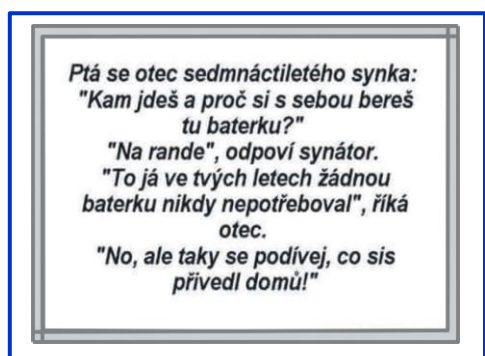 Ptá se otec sedmnáctiletého synka:
"Kam jdeš a proč si s sebou bereš
tu baterku?"
"Na rande", odpoví synátor.
"To já ve tvých letech žádnou
baterku nikdy nepotřeboval", říká
otec.
"No, ale taky se podívej, co sis
přivedl domů!"